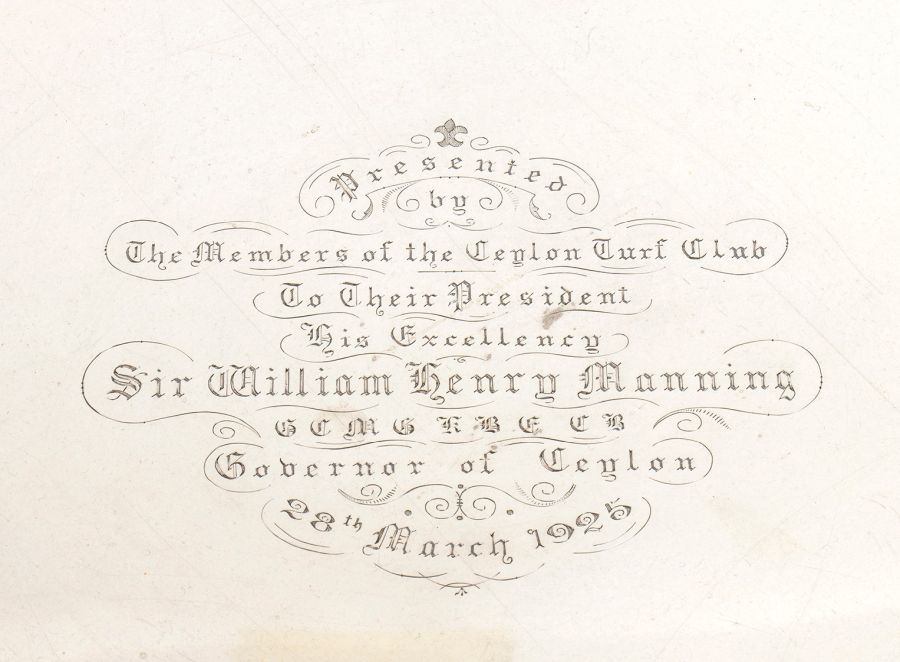 Presented
by
The Members of the Ceylon Turf Club
To Their President
His Excellency
Sir William Henry Manning
G C M G K B E C B
Governor of Ceylon
28th March 1925